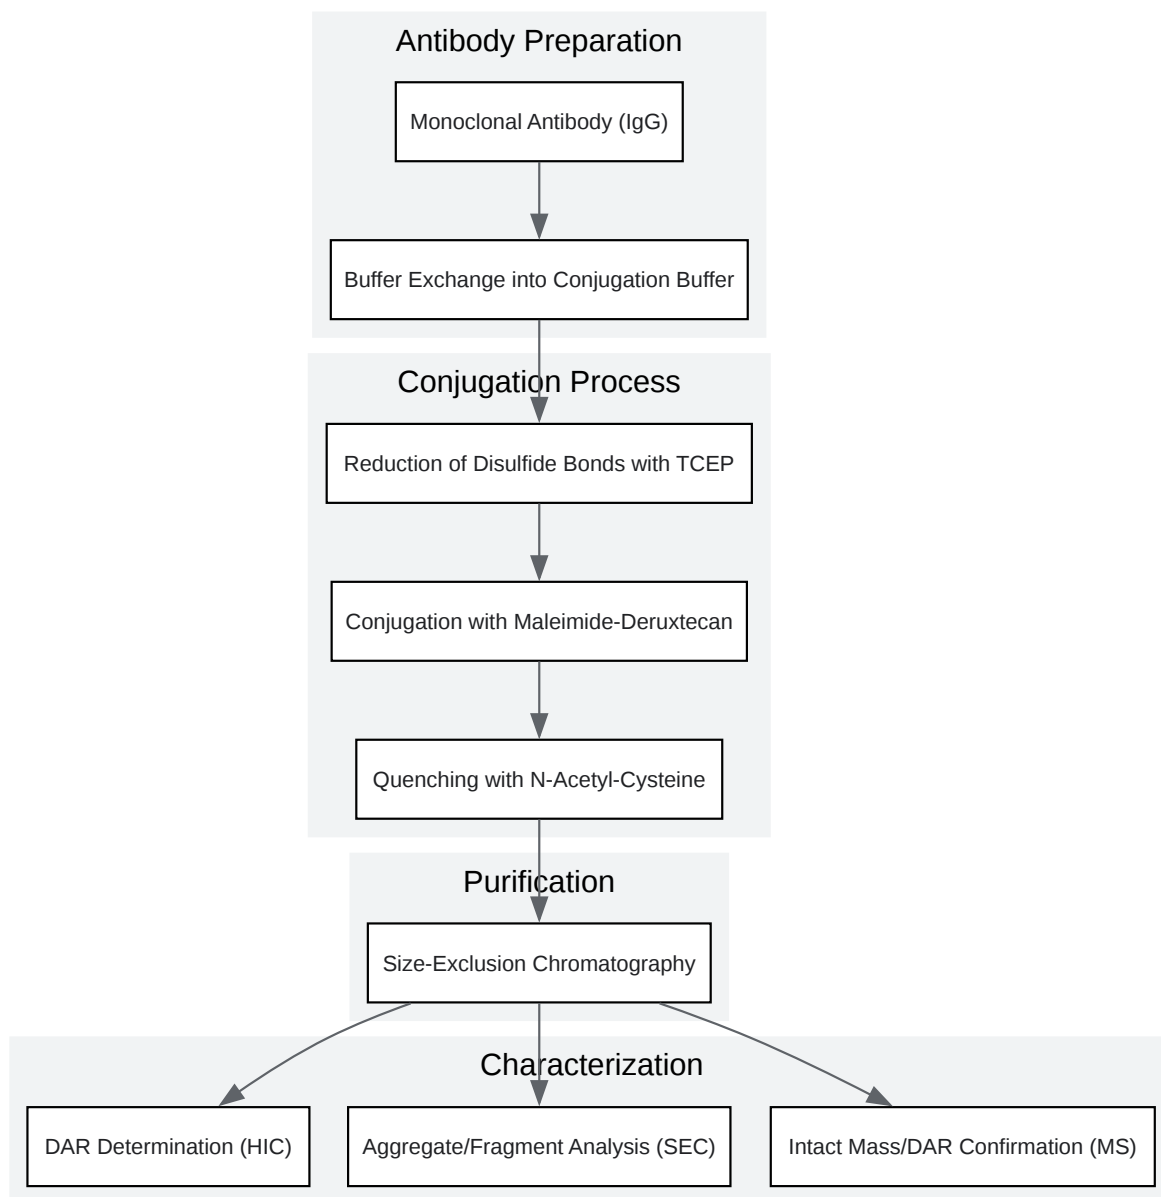 Antibody Preparation
Monoclonal Antibody (IgG)
Buffer Exchange into Conjugation Buffer
Conjugation Process
Reduction of Disulfide Bonds with TCEP
Conjugation with Maleimide-Deruxtecan
Quenching with N-Acetyl-Cysteine
Purification
Size-Exclusion Chromatography
Characterization
DAR Determination (HIC)
Aggregate/Fragment Analysis (SEC)
Intact Mass/DAR Confirmation (MS)